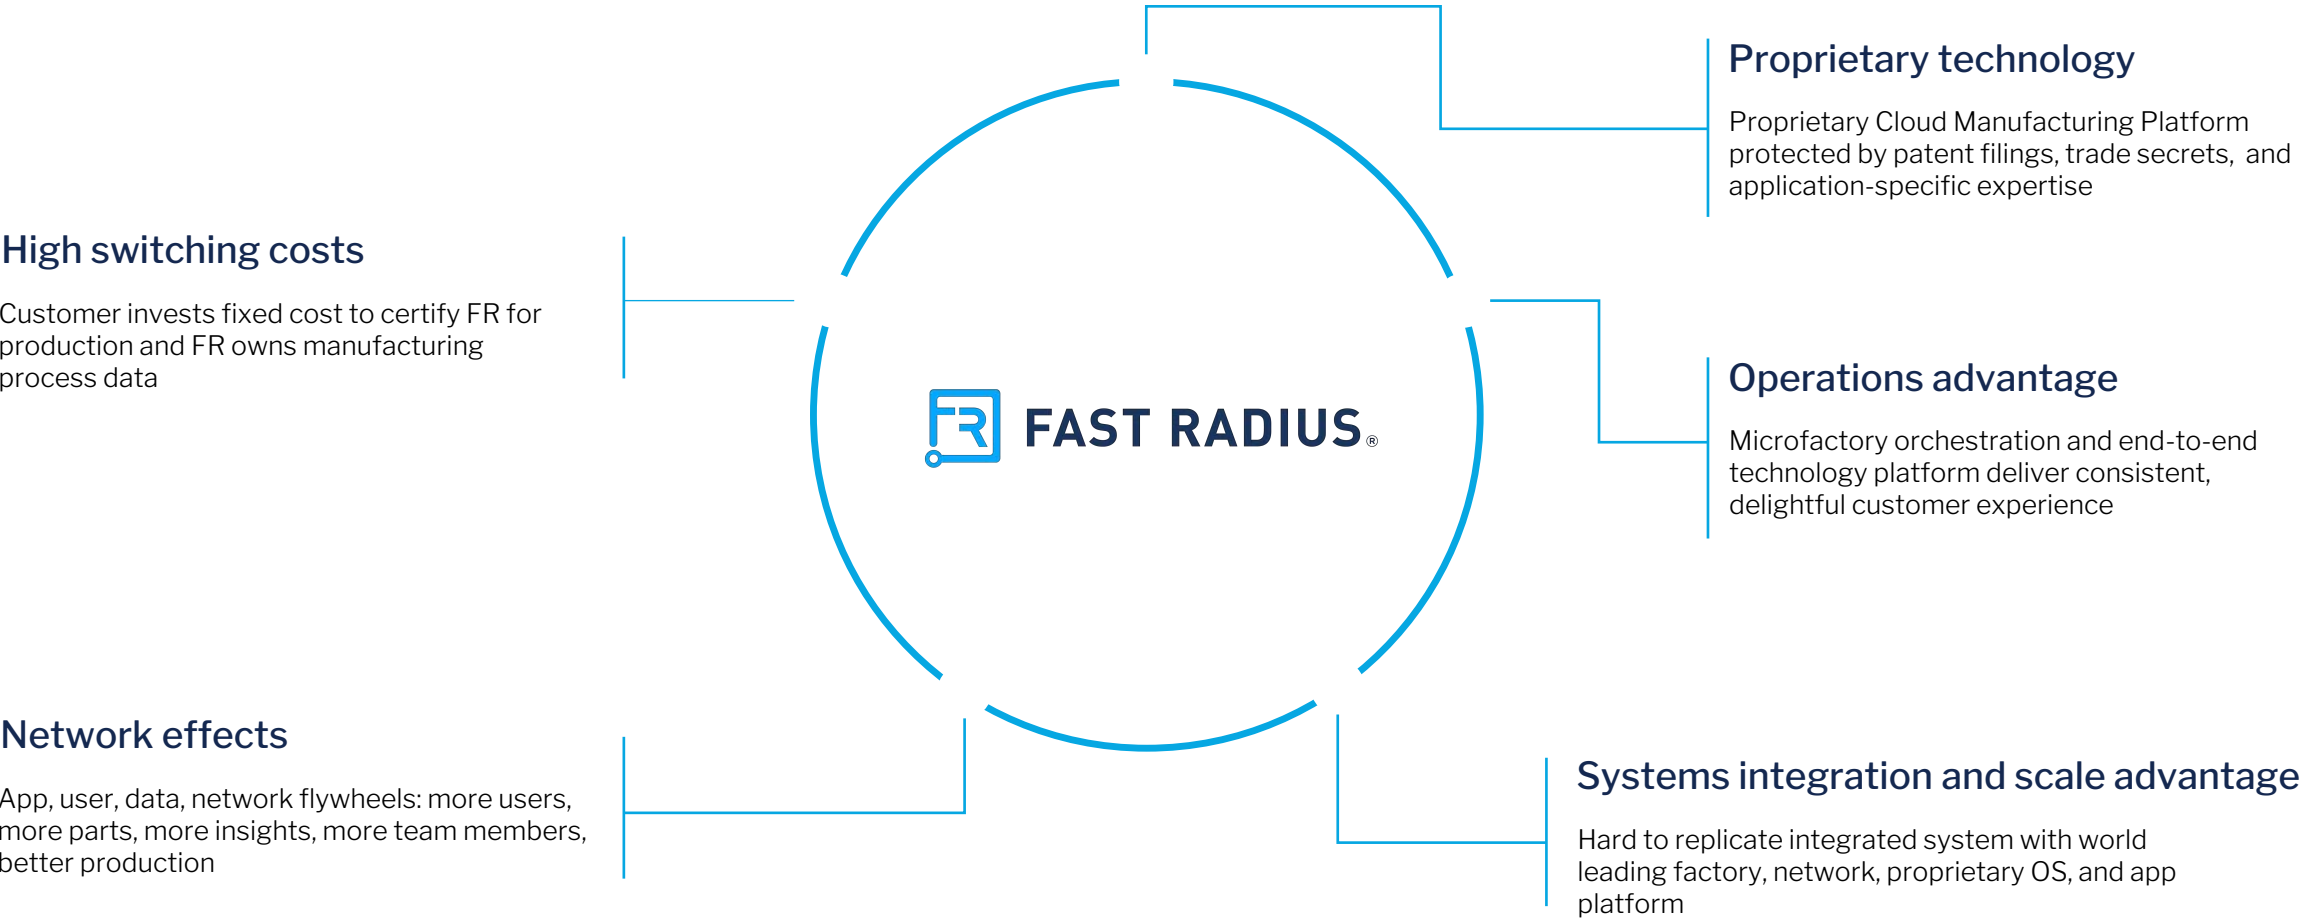 Proprietary technology
Proprietary Cloud Manufacturing Platform
protected by patent filings, trade secrets, and
application-specific expertise
High switching costs
Customer invests fixed cost to certify FR for
production and FR owns manufacturing
process data
FR FAST RADIUS®
Operations advantage
Microfactory orchestration and end-to-end
technology platform deliver consistent,
delightful customer experience
Network effects
App, user, data, network flywheels: more users,
more parts, more insights, more team members,
better production
Systems integration and scale advantage
Hard to replicate integrated system with world
leading factory, network, proprietary OS, and app
platform